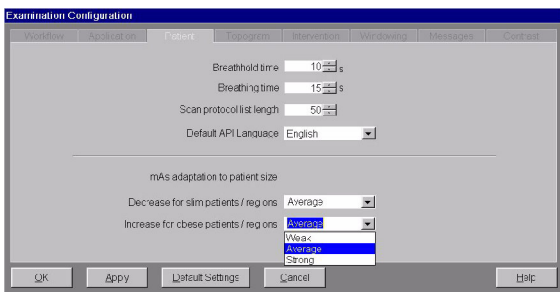 Examination Configuration
Workflow Application Patient Topogram Intervention Windowing Messages Contrast
Breathhold time 10 s
Breathing time 15 s
Scan protocol list length 50
Default API Language English
mAs adaptation to patient size
Decrease for slim patients / regions Average
Increase for obese patients / regions Average
Weak
Average
Strong
OK Apply Default Settings Cancel Help